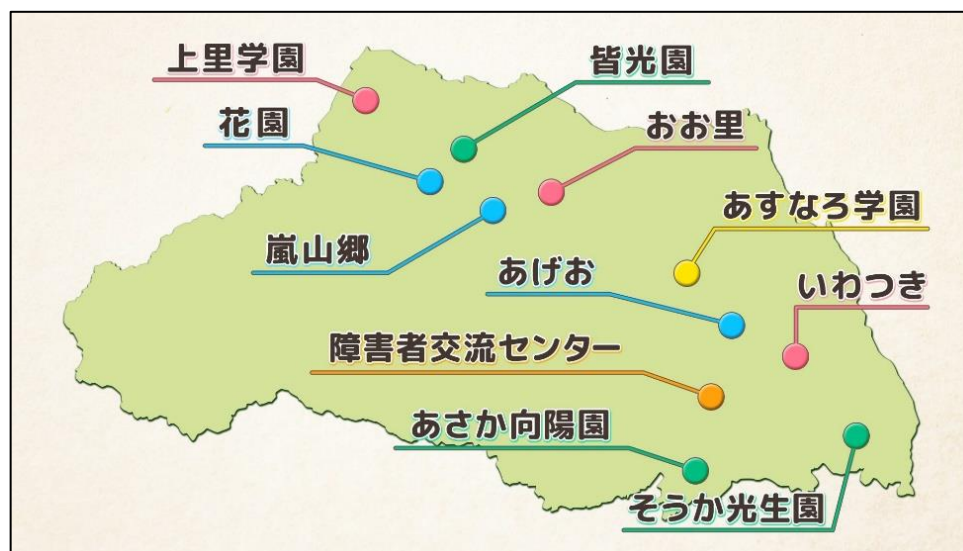 上里学園
皆光園
花園
おお里
あすなろ学園
嵐山郷
あげお
いわつき
障害者交流センター
あさか向陽園
そうか光生園